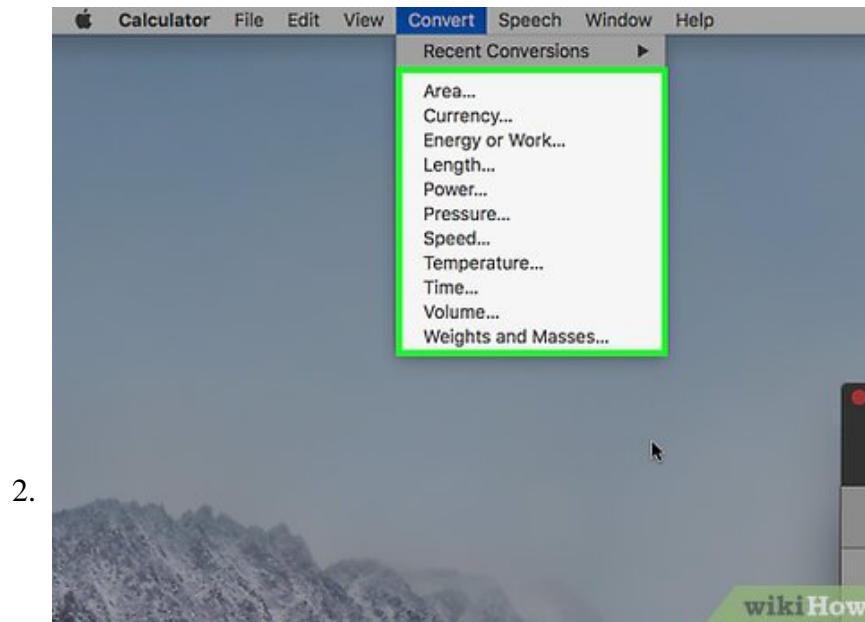 Calculator File Edit View Convert Speech Window Help
Recent Conversions
Area...
Currency...
Energy or Work...
Length...
Power...
Pressure...
Speed...
Temperature...
Time...
Volume...
Weights and Masses...
2.
wikiHow